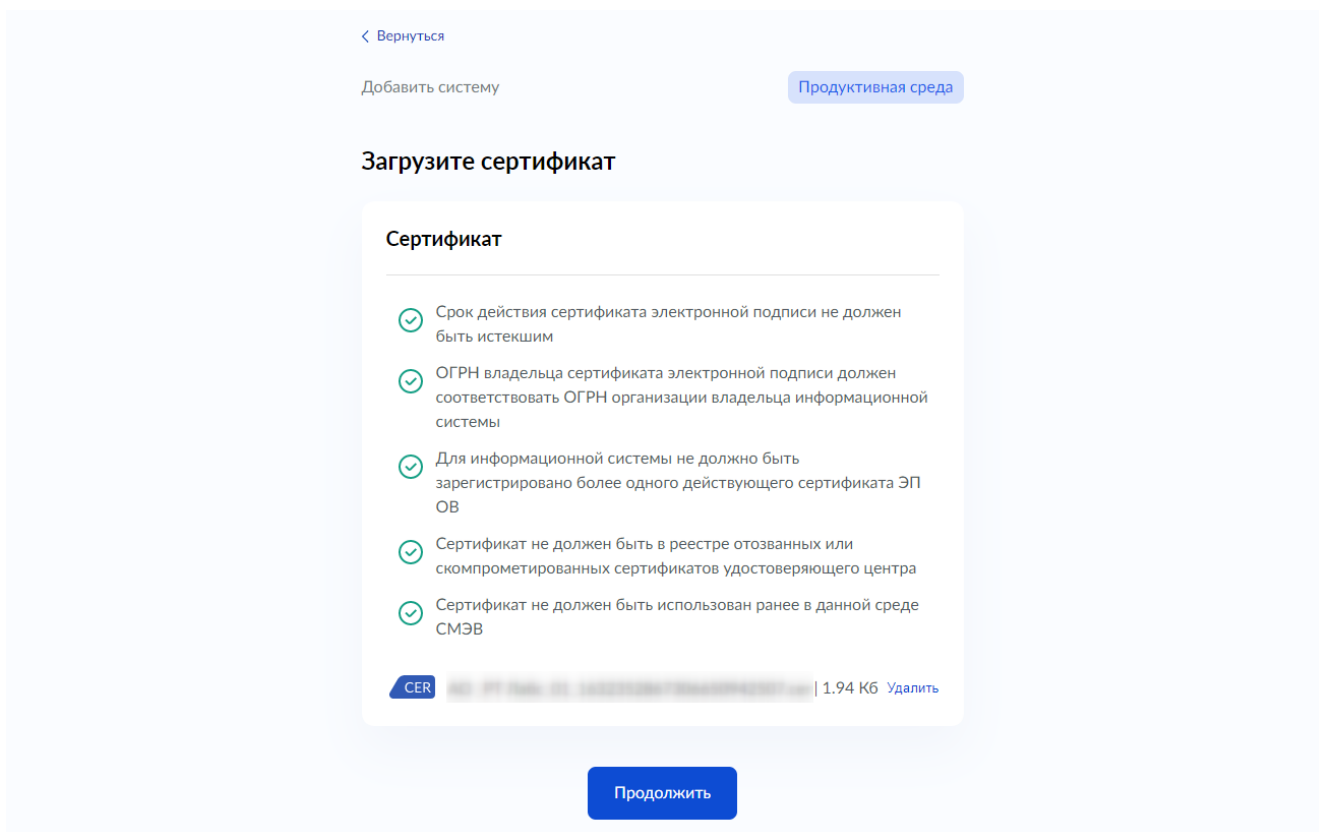 Вернуться
Добавить систему
Продуктивная среда
Загрузите сертификат
Сертификат
Срок действия сертификата электронной подписи не должен
быть истекшим
ОГРН владельца сертификата электронной подписи должен
соответствовать ОГРН организации владельца информационной
системы
Для информационной системы не должно быть
зарегистрировано более одного действующего сертификата ЭП
ОВ
Сертификат не должен быть в реестре отозванных или
скомпрометированных сертификатов удостоверяющего центра
Сертификат не должен быть использован ранее в данной среде
СМЭВ
CER | 1.94 Кб Удалить
Продолжить